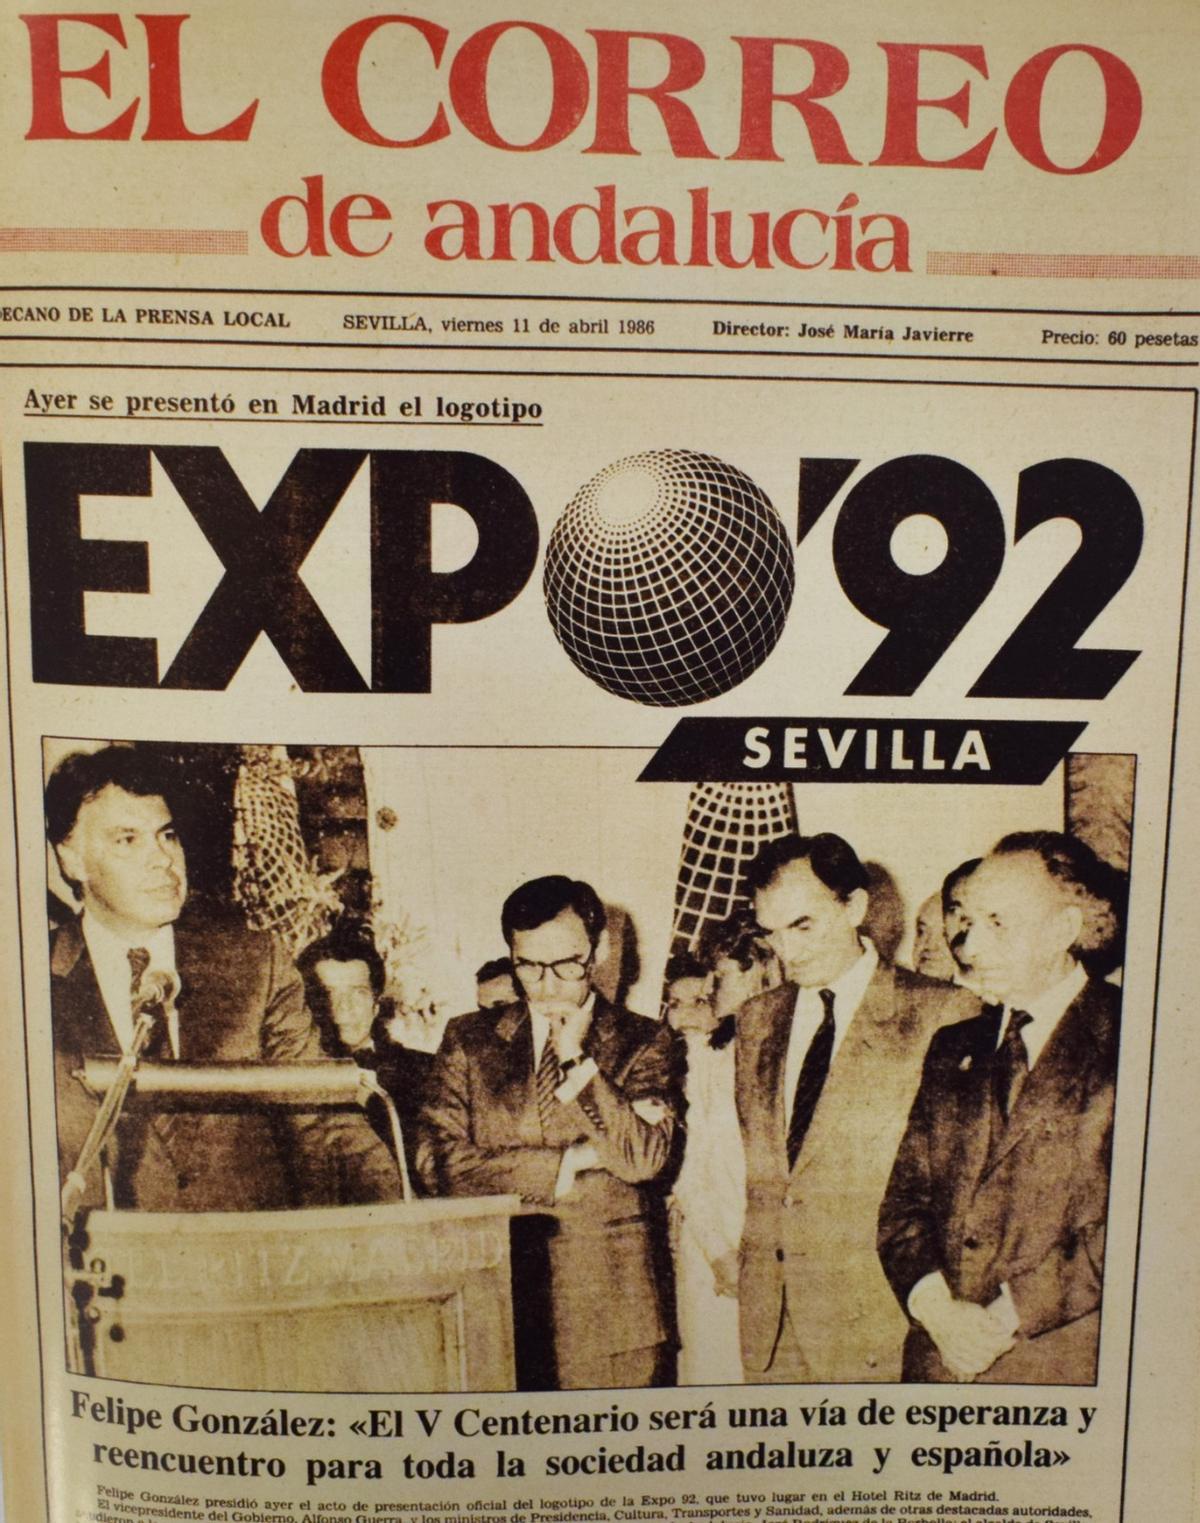 EL CORREO
de andalucía
ECANO DE LA PRENSA LOCAL SEVILLA, viernes 11 de abril 1986 Director: José María Javierre Precio: 60 pesetas
Ayer se presentó en Madrid el logotipo
EXPO'92
SEVILLA
RITZ MADRID
Felipe González: «El V Centenario será una vía de esperanza y
reencuentro para toda la sociedad andaluza y española»
Felipe González presidió ayer el acto de presentación oficial del logotipo de la Expo 92, que tuvo lugar en el Hotel Ritz de Madrid.
El vicepresidente del Gobierno, Alfonso Guerra, y los ministros de Presidencia, Cultura, Transportes y Sanidad, además de otras destacadas autoridades,